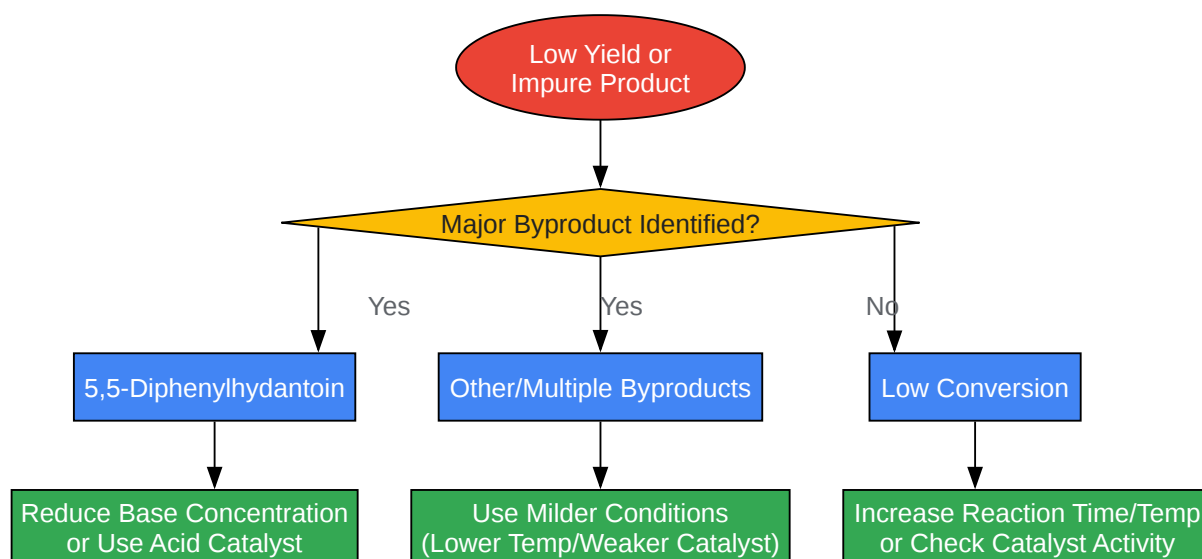 Low Yield or
Impure Product
Major Byproduct Identified?
Yes
Yes
No
5,5-Diphenylhydantoin
Other/Multiple Byproducts
Low Conversion
Reduce Base Concentration
or Use Acid Catalyst
Use Milder Conditions
(Lower Temp/Weaker Catalyst)
Increase Reaction Time/Temp
or Check Catalyst Activity